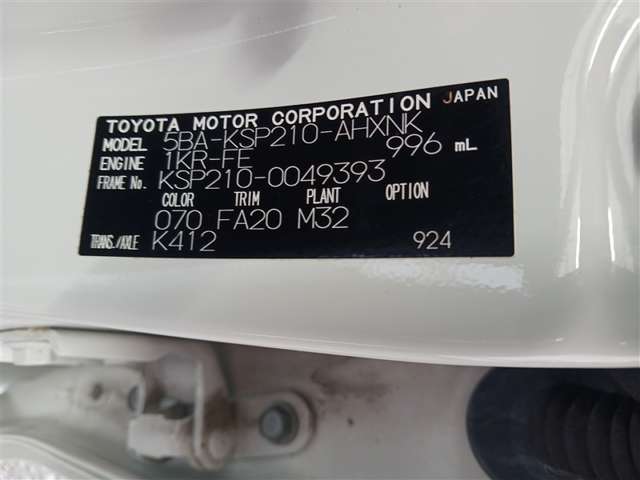 TOYOTA MOTOR CORPORATION JAPAN
MODEL 5BA-KSP210-AHXNK
ENGINE 1KR-FE 996 mL
FRAME No. KSP210-0049393
COLOR TRIM PLANT OPTION
070 FA20 M32
TRANS./AXLE K412 924